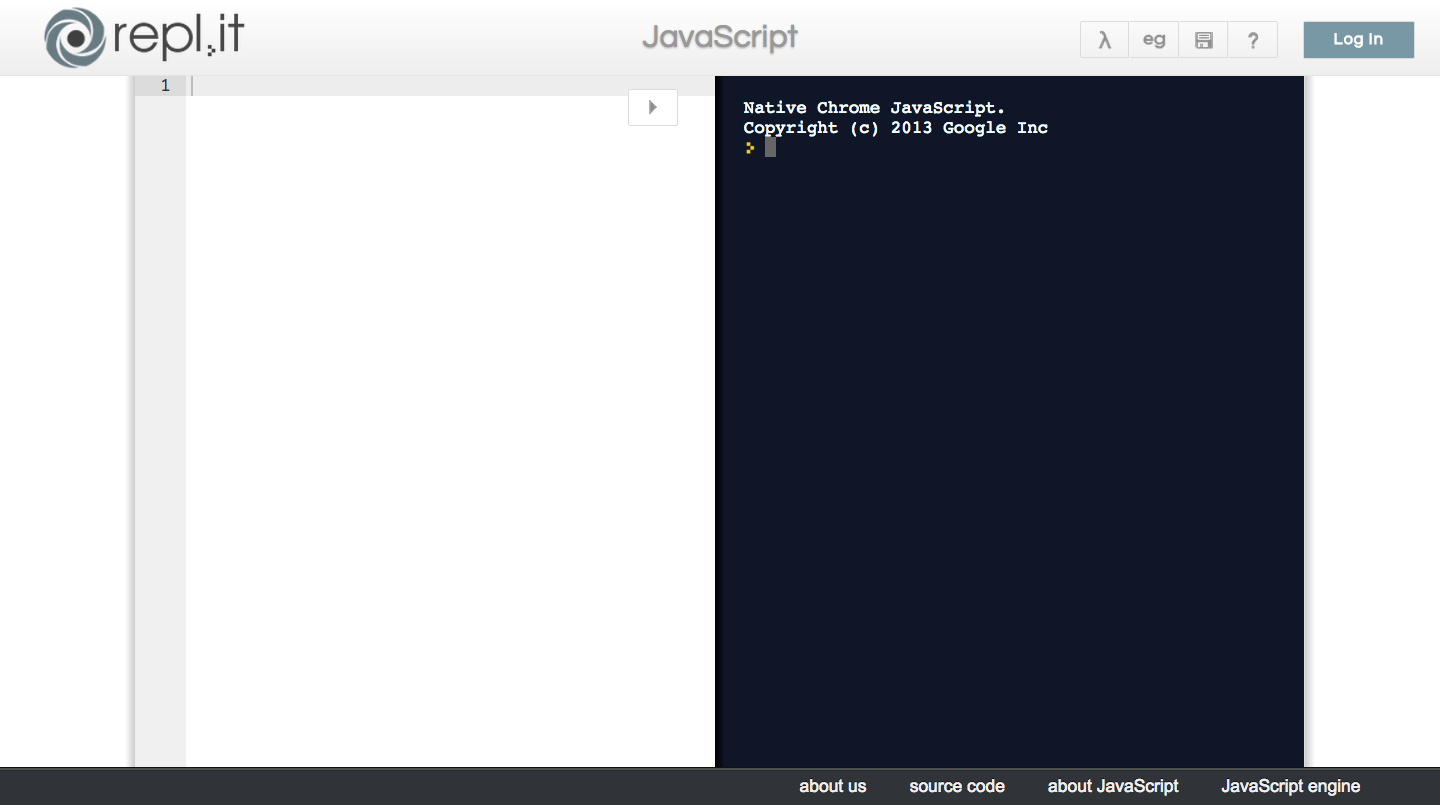 repl.it
JavaScript
λ eg ? Log In
1
Native Chrome JavaScript.
Copyright (c) 2013 Google Inc
about us source code about JavaScript JavaScript engine